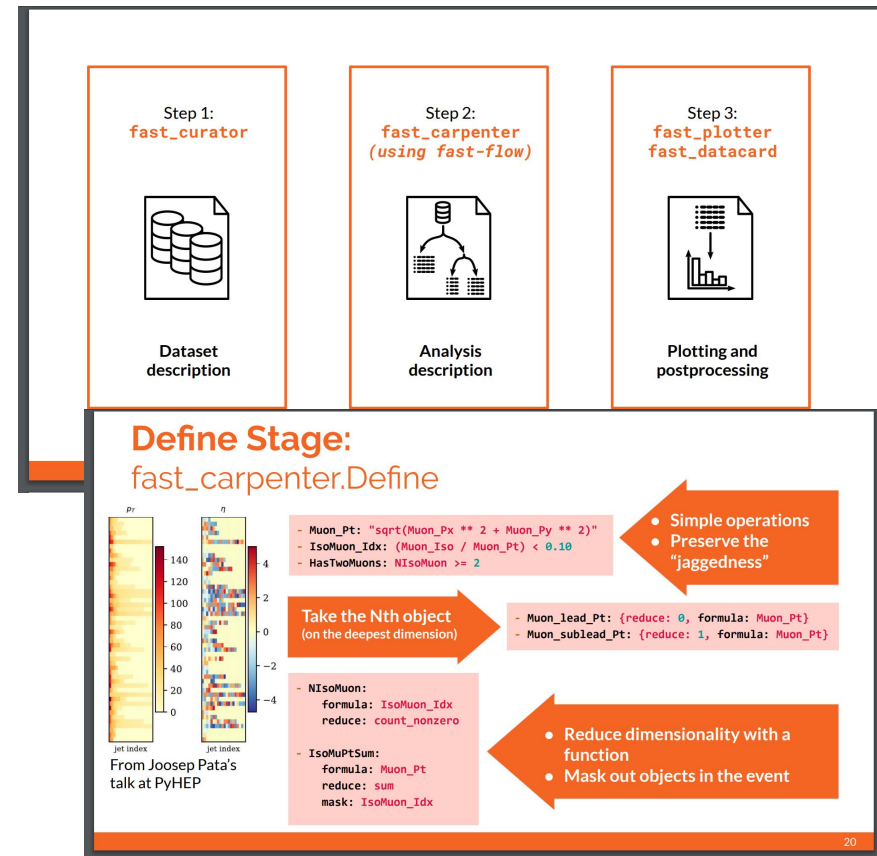 Step 1:
fast_curator
Dataset
description
Step 2:
fast_carpenter
(using fast-flow)
Analysis
description
Step 3:
fast_plotter
fast_datacard
Plotting and
postprocessing
Define Stage:
fast_carpenter.Define
pT
140
120
100
80
60
40
20
0
jet index
η
4
2
0
−2
−4
jet index
From Joosep Pata's
talk at PyHEP
- Muon_Pt: "sqrt(Muon_Px ** 2 + Muon_Py ** 2)"
- IsoMuon_Idx: (Muon_Iso / Muon_Pt) < 0.10
- HasTwoMuons: NIsoMuon >= 2
● Simple operations
● Preserve the
"jaggedness"
Take the Nth object
(on the deepest dimension)
- Muon_lead_Pt: {reduce: 0, formula: Muon_Pt}
- Muon_sublead_Pt: {reduce: 1, formula: Muon_Pt}
- NIsoMuon:
formula: IsoMuon_Idx
reduce: count_nonzero
- IsoMuPtSum:
formula: Muon_Pt
reduce: sum
mask: IsoMuon_Idx
● Reduce dimensionality with a
function
● Mask out objects in the event
20